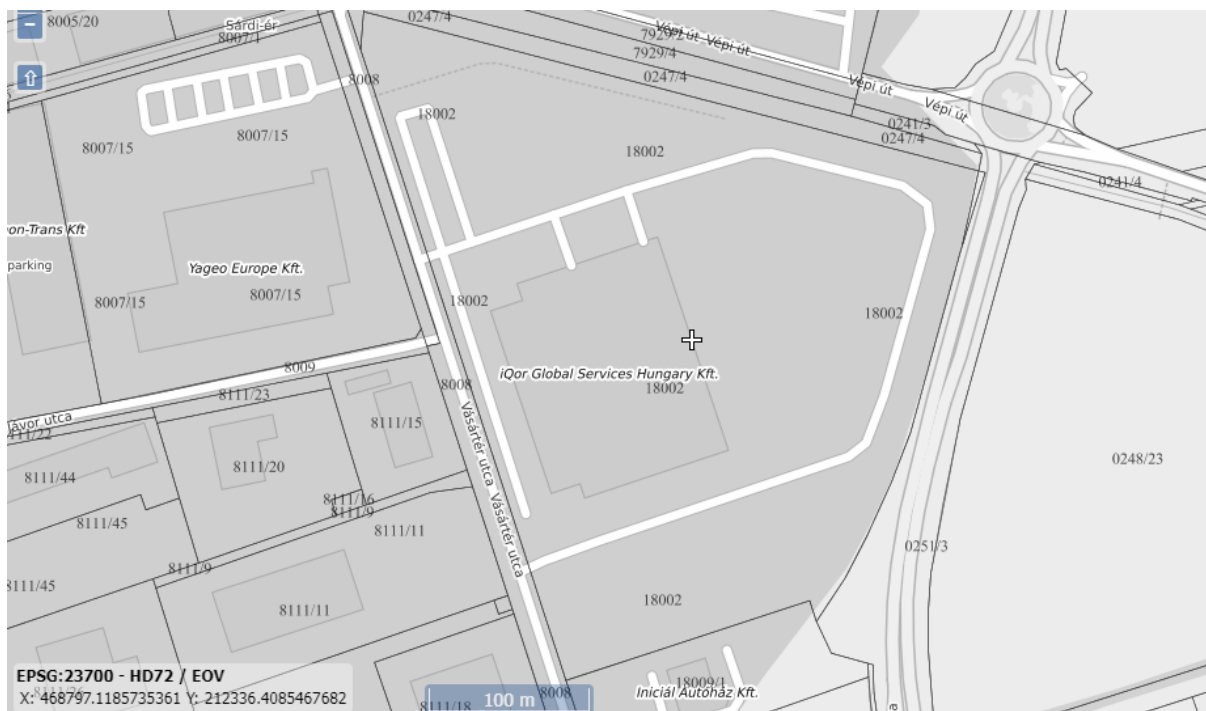 8005/20
Sárdi-ér
8007/1
0247/4
Vépi út Vépi út
7929/2
7929/4
0247/4
8008
Vépi út
Vépi út
18002
0241/3
0247/4
8007/15
8007/15
18002
0241/4
on-Trans Kft
parking
Yageo Europe Kft.
8007/15
8007/15
18002
18002
8009
iQor Global Services Hungary Kft.
18002
8008
8111/23
ávor utca
8111/15
Vásártér utca Vásártér utca
8111/20
8111/44
0248/23
8111/16
8111/9
8111/45
8111/11
0251/3
8111/9
8111/45
8111/11
18002
EPSG:23700 - HD72 / EOV
X: 468797.1185735361 Y: 212336.4085467682
100 m
8111/18
8008
18009/1
Iniciál Autóház Kft.